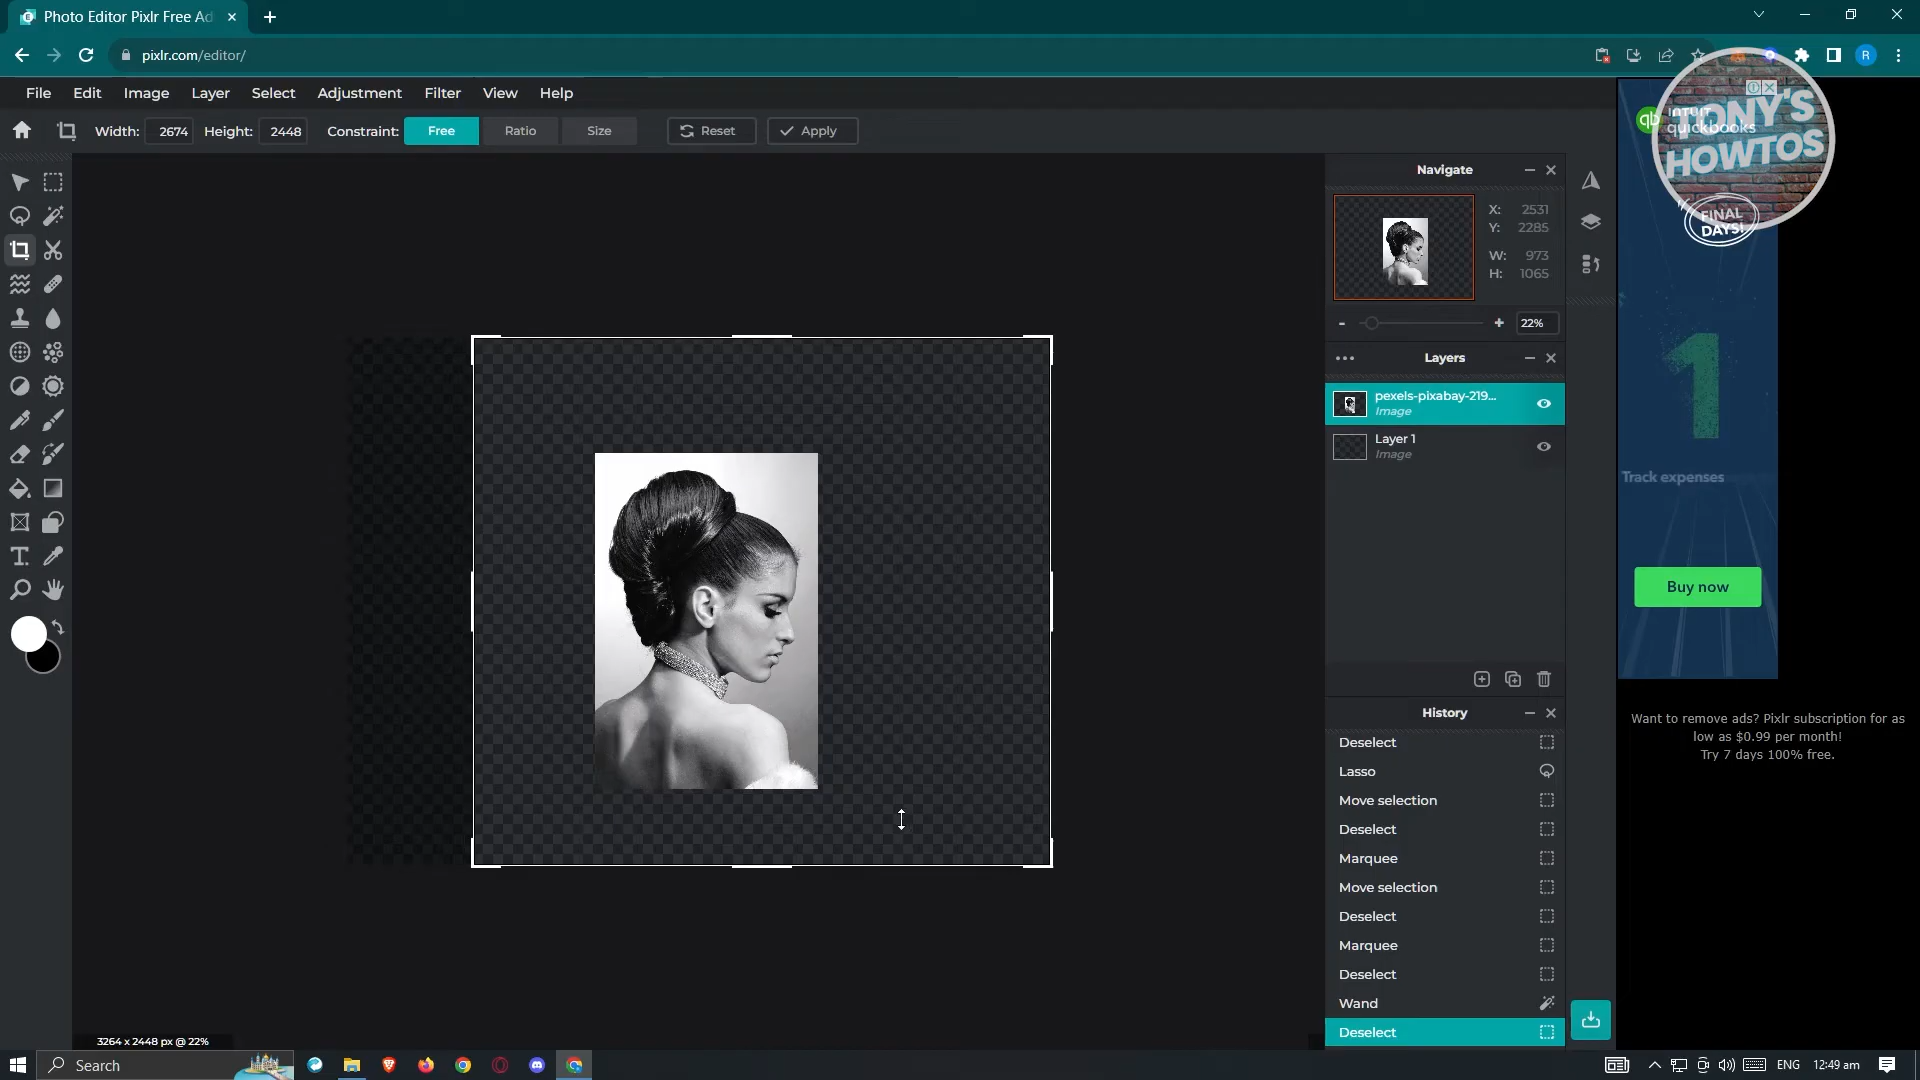 Photo Editor Pixlr Free Ad
pixlr.com/editor/
R
File Edit Image Layer Select Adjustment Filter View Help
Width: 2674 Height: 2448 Constraint: Free Ratio Size Reset Apply
Navigate
X: 2531
Y: 2285
W: 973
H: 1065
22%
Layers
pexels-pixabay-219...
Image
Layer 1
Image
History
Deselect
Lasso
Move selection
Deselect
Marquee
Move selection
Deselect
Marquee
Deselect
Wand
Deselect
3264 x 2448 px @ 22%
TONY'S
HOWTOS
qb
INTUIT
quickbooks
FINAL
DAYS!
1
Track expenses
Buy now
Want to remove ads? Pixlr subscription for as
low as $0.99 per month!
Try 7 days 100% free.
Search
ENG
12:49 am